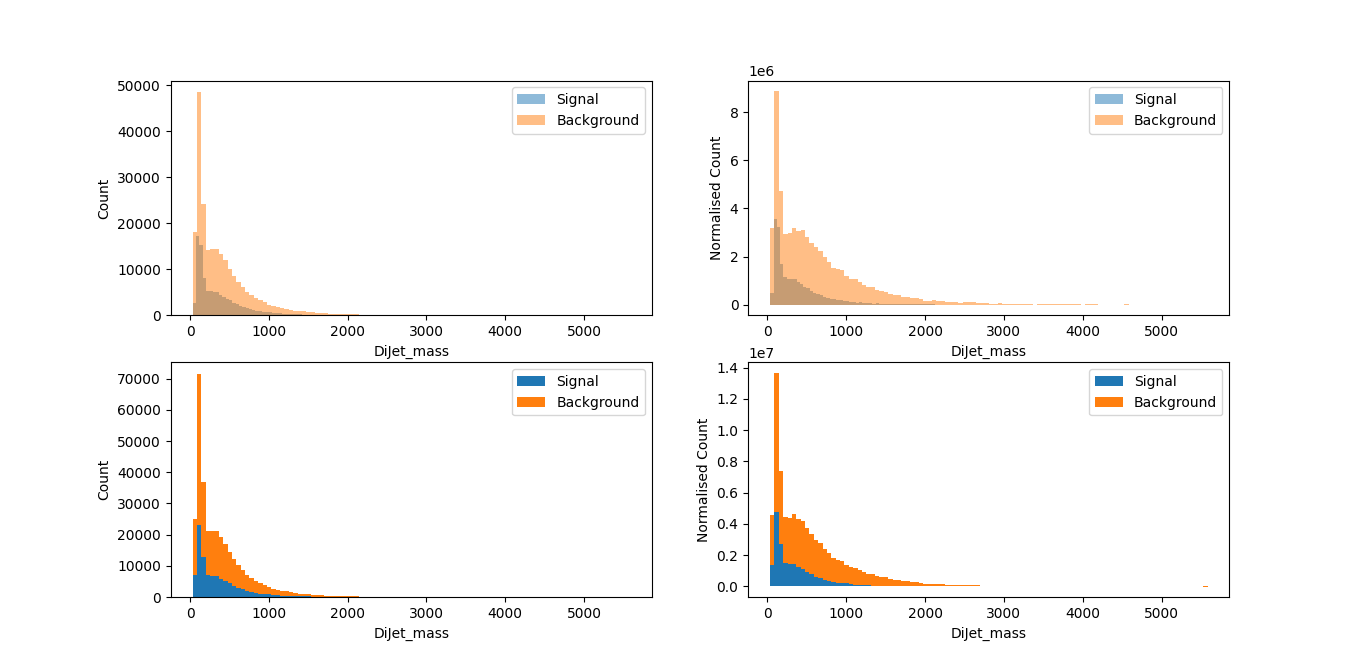 50000
40000
30000
20000
10000
0
Count
Signal
Background
0 1000 2000 3000 4000 5000
DiJet_mass
1e6
8
6
4
2
0
Normalised Count
Signal
Background
0 1000 2000 3000 4000 5000
DiJet_mass
70000
60000
50000
40000
30000
20000
10000
0
Count
Signal
Background
0 1000 2000 3000 4000 5000
DiJet_mass
1e7
1.4
1.2
1.0
0.8
0.6
0.4
0.2
0.0
Normalised Count
Signal
Background
0 1000 2000 3000 4000 5000
DiJet_mass